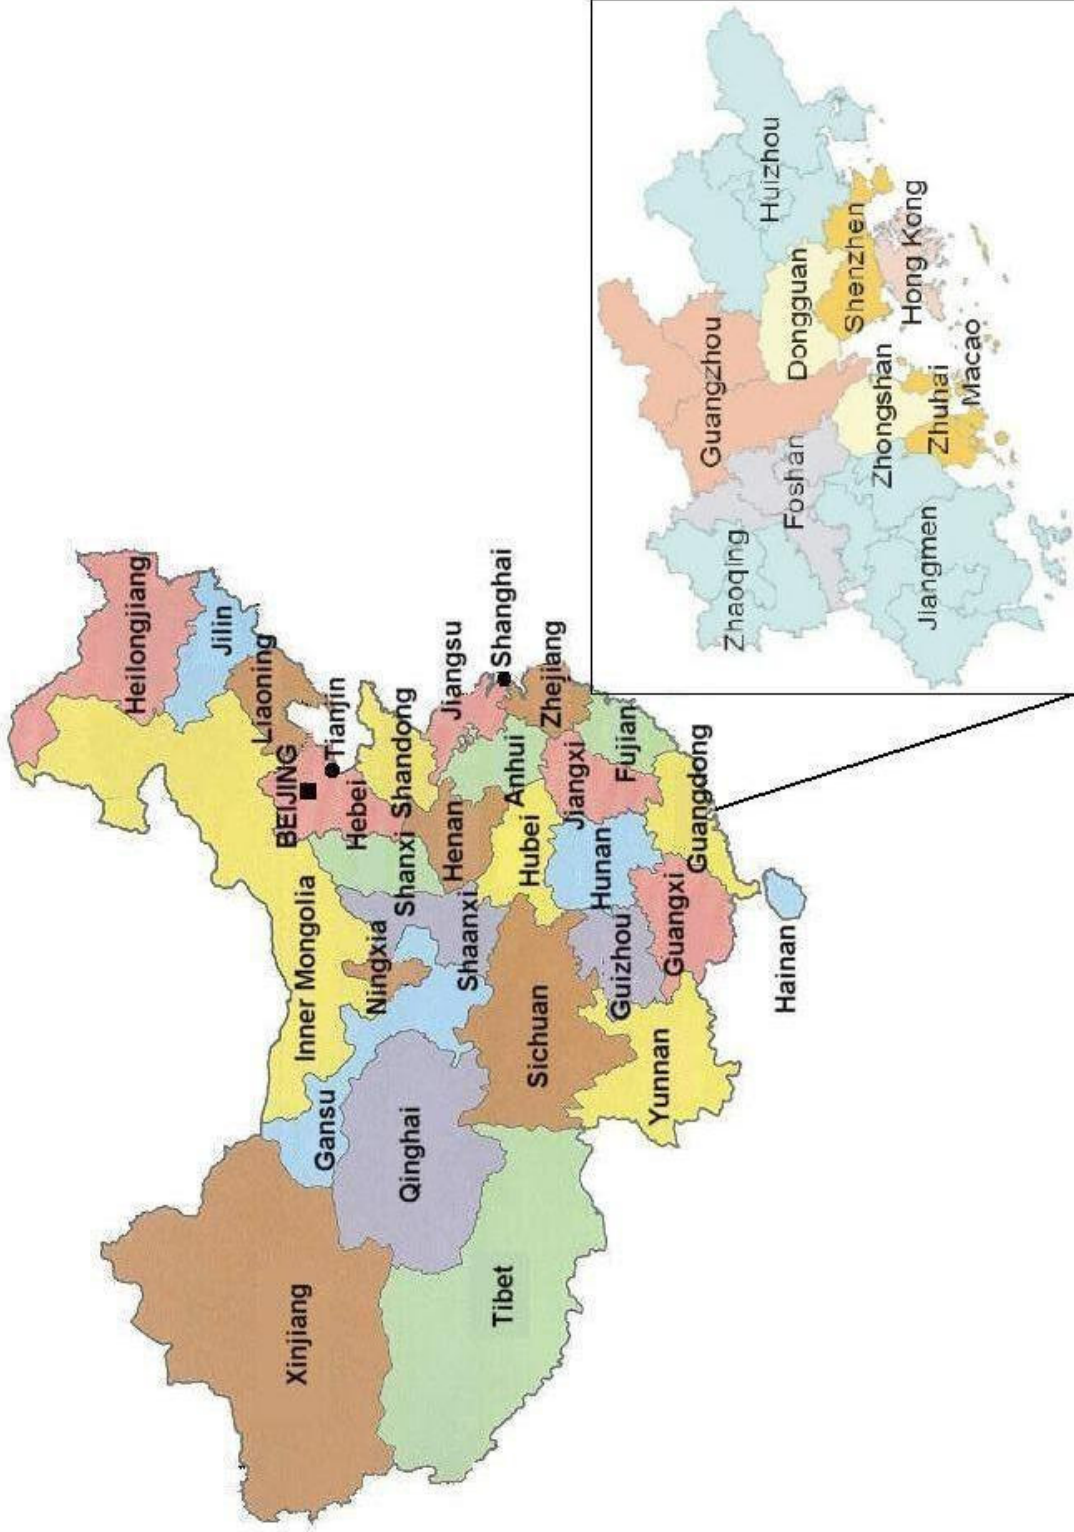 Heilongjiang
Jilin
Liaoning
Inner Mongolia
BEIJING
Tianjin
Hebei
Xinjiang
Gansu
Ningxia
Shanxi
Shandong
Qinghai
Shaanxi
Henan
Jiangsu
Shanghai
Tibet
Sichuan
Hubei
Anhui
Zhejiang
Hunan
Jiangxi
Guizhou
Fujian
Yunnan
Guangxi
Guangdong
Hainan
Zhaoqing
Guangzhou
Huizhou
Foshan
Dongguan
Shenzhen
Zhongshan
Hong Kong
Jiangmen
Zhuhai
Macao